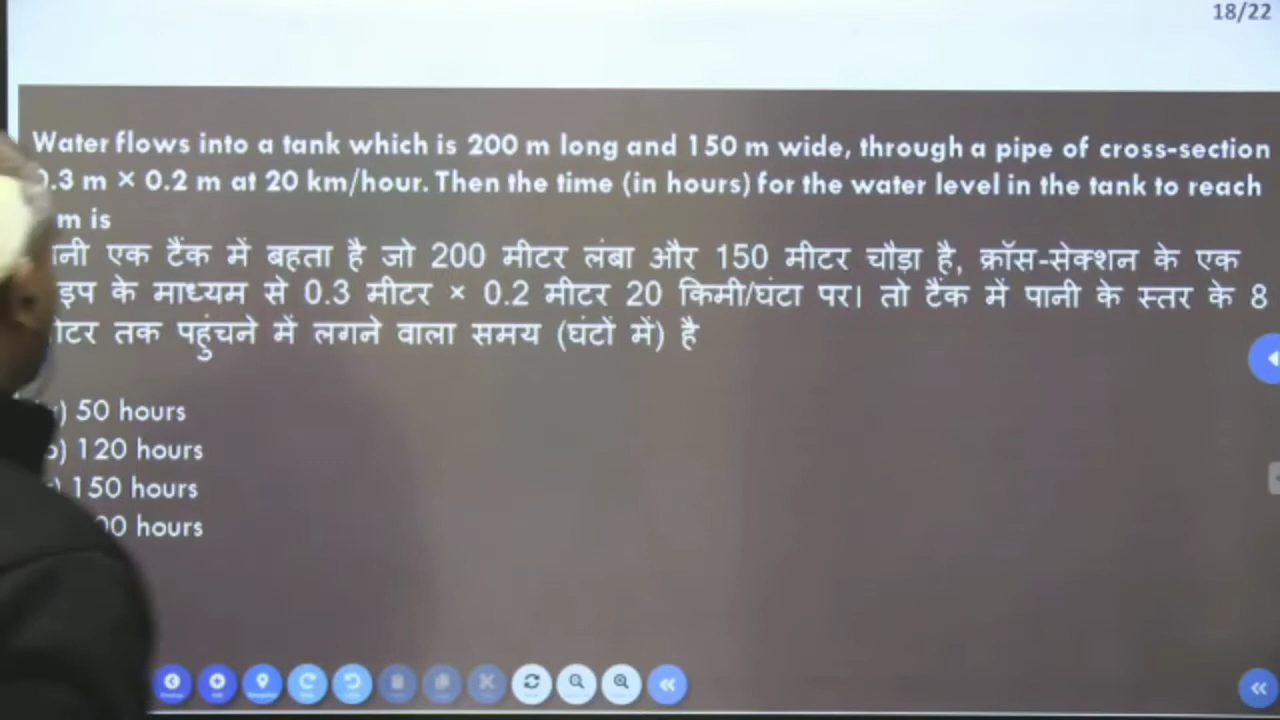 18/22
Water flows into a tank which is 200 m long and 150 m wide, through a pipe of cross-section
.3 m × 0.2 m at 20 km/hour. Then the time (in hours) for the water level in the tank to reach
m is
नी एक टैंक में बहता है जो 200 मीटर लंबा और 150 मीटर चौड़ा है, क्रॉस-सेक्शन के एक
इप के माध्यम से 0.3 मीटर × 0.2 मीटर 20 किमी/घंटा पर। तो टैंक में पानी के स्तर के 8
टर तक पहुंचने में लगने वाला समय (घंटों में) है
) 50 hours
) 120 hours
) 150 hours
00 hours